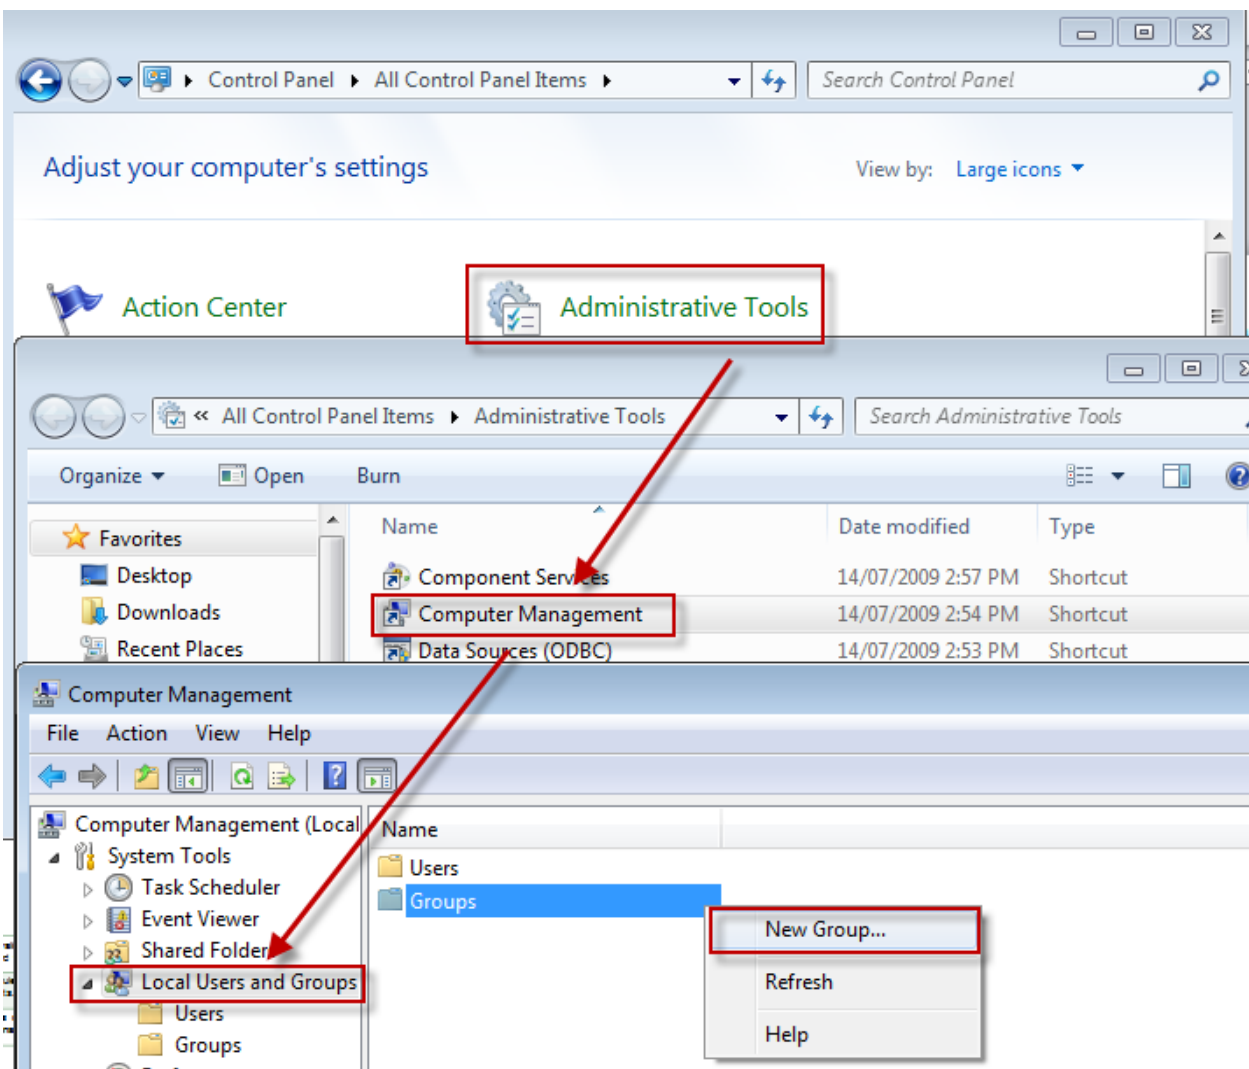 Control Panel All Control Panel Items Search Control Panel
Adjust your computer's settings View by: Large icons
Action Center Administrative Tools
« All Control Panel Items Administrative Tools Search Administrative Tools
Organize Open Burn
Favorites Name Date modified Type
Desktop Component Services 14/07/2009 2:57 PM Shortcut
Downloads Computer Management 14/07/2009 2:54 PM Shortcut
Recent Places Data Sources (ODBC) 14/07/2009 2:53 PM Shortcut
Computer Management
File Action View Help
Computer Management (Local Name
System Tools Users
Task Scheduler Groups
Event Viewer New Group...
Shared Folder
Local Users and Groups Refresh
Users
Groups Help